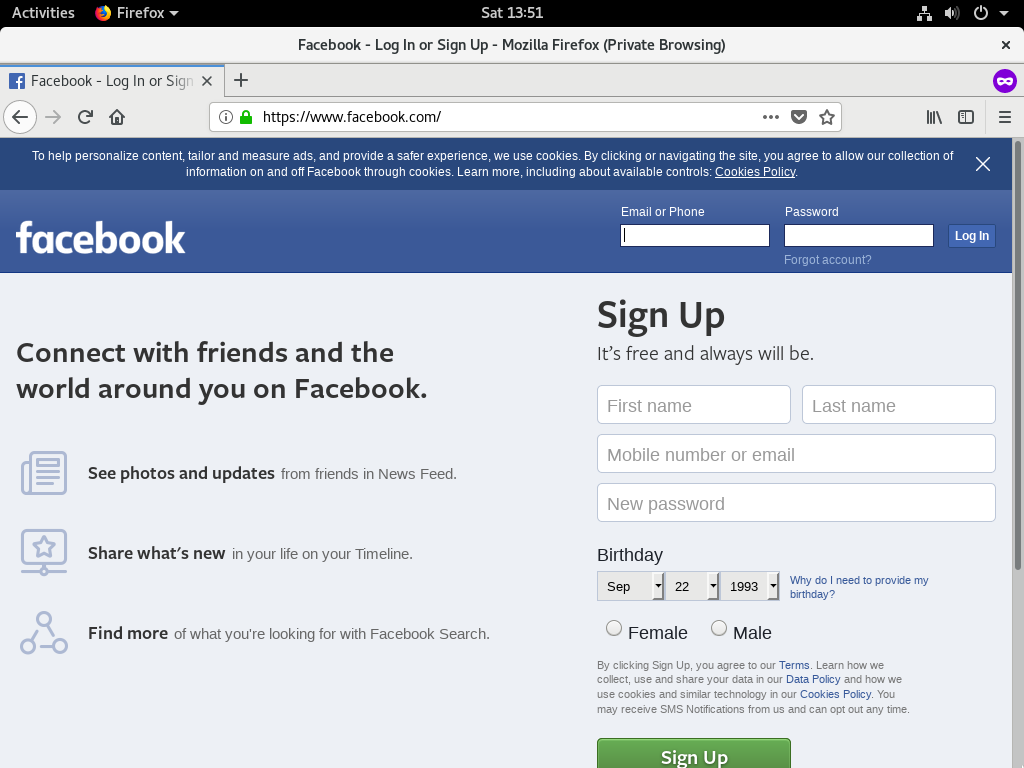 Activities Firefox Sat 13:51
Facebook - Log In or Sign Up - Mozilla Firefox (Private Browsing)
Facebook - Log In or Sign
https://www.facebook.com/
To help personalize content, tailor and measure ads, and provide a safer experience, we use cookies. By clicking or navigating the site, you agree to allow our collection of
information on and off Facebook through cookies. Learn more, including about available controls: Cookies Policy.
facebook
Email or Phone Password
Log In
Forgot account?
Connect with friends and the
world around you on Facebook.
See photos and updates from friends in News Feed.
Share what's new in your life on your Timeline.
Find more of what you're looking for with Facebook Search.
Sign Up
It's free and always will be.
First name Last name
Mobile number or email
New password
Birthday
Sep 22 1993
Why do I need to provide my
birthday?
Female Male
By clicking Sign Up, you agree to our Terms. Learn how we
collect, use and share your data in our Data Policy and how we
use cookies and similar technology in our Cookies Policy. You
may receive SMS Notifications from us and can opt out any time.
Sign Up